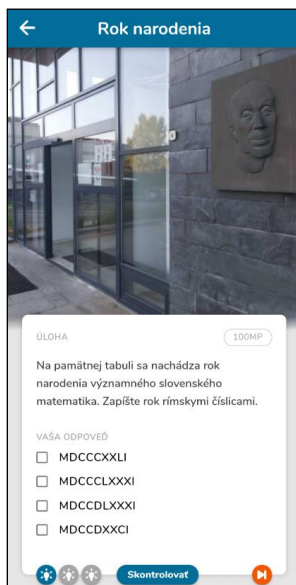 Rok narodenia
ÚLOHA
100MP
Na pamätnej tabuli sa nachádza rok
narodenia významného slovenského
matematika. Zapíšte rok rímskymi číslicami.
VAŠA ODPOVEĎ
MDCCCXXLI
MDCCCLXXXI
MDCCDLXXXI
MDCCDXXCI
Skontrolovať